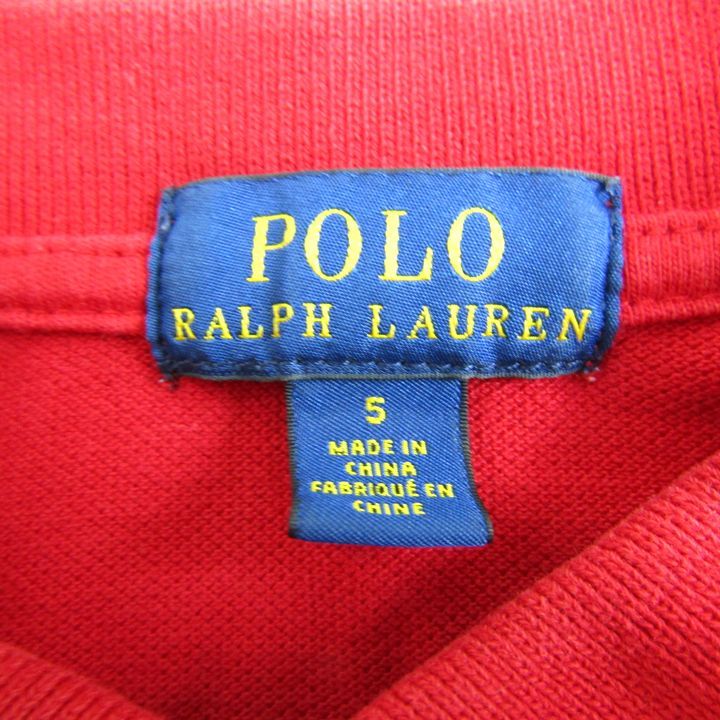 POLO
RALPH LAUREN
5
MADE IN
CHINA
FABRIQUÉ EN
CHINE